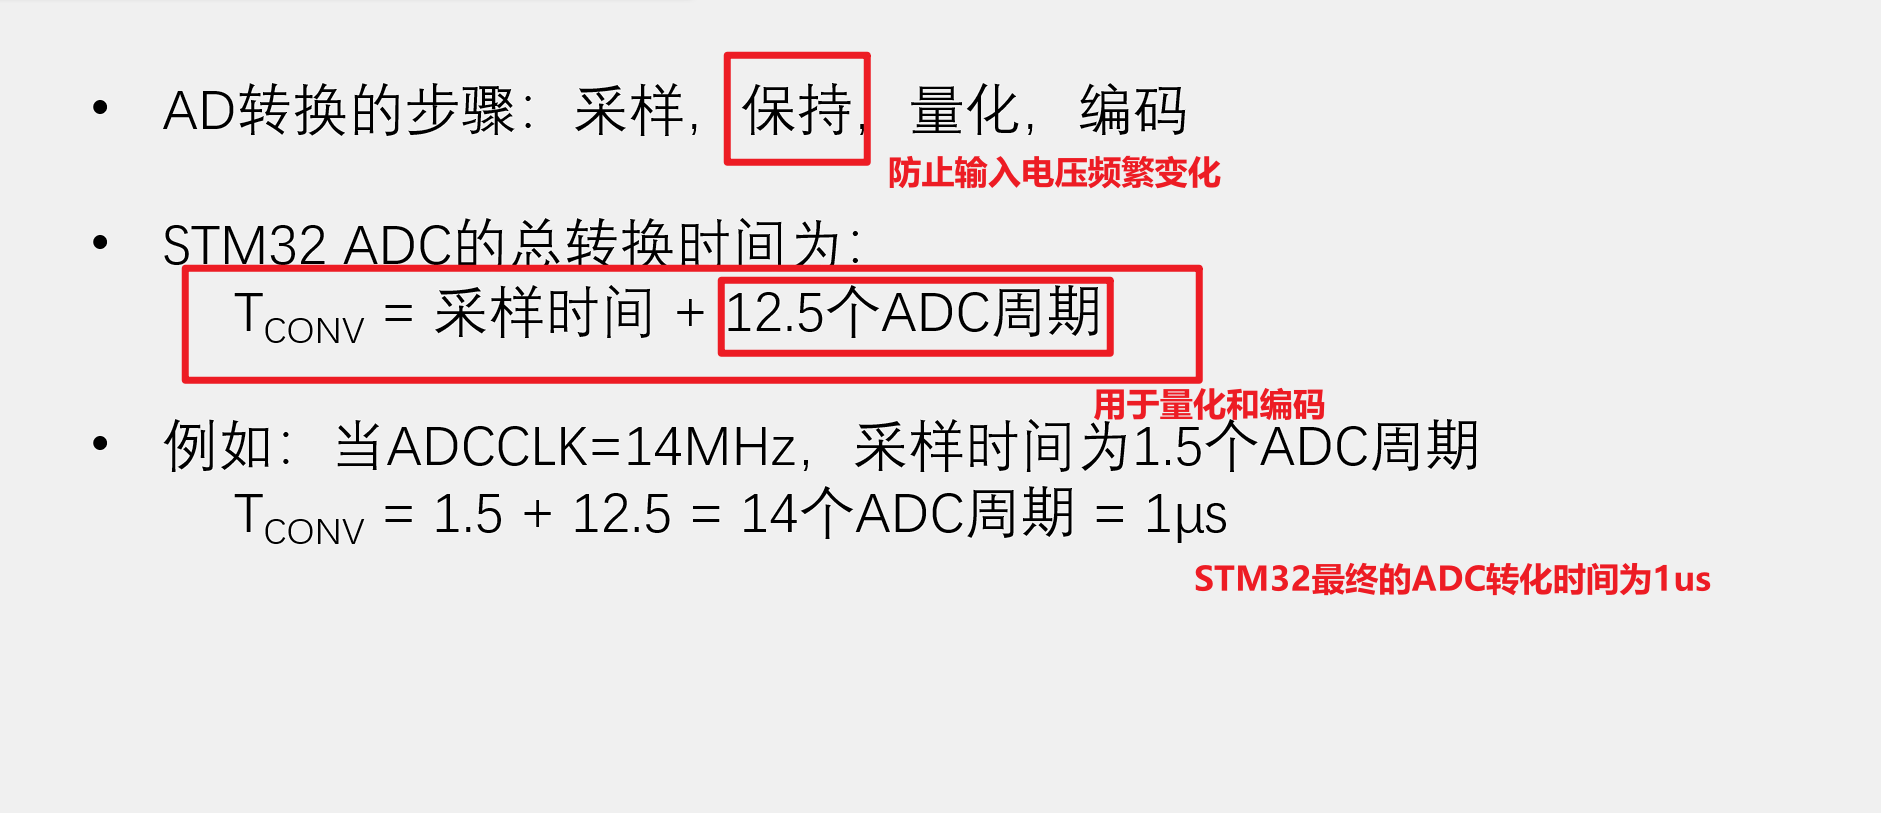 • AD转换的步骤：采样，保持，量化，编码
防止输入电压频繁变化
• STM32 ADC的总转换时间为：
TCONV = 采样时间 + 12.5个ADC周期
用于量化和编码
• 例如：当ADCCLK=14MHz，采样时间为1.5个ADC周期
TCONV = 1.5 + 12.5 = 14个ADC周期 = 1μs
STM32最终的ADC转化时间为1us